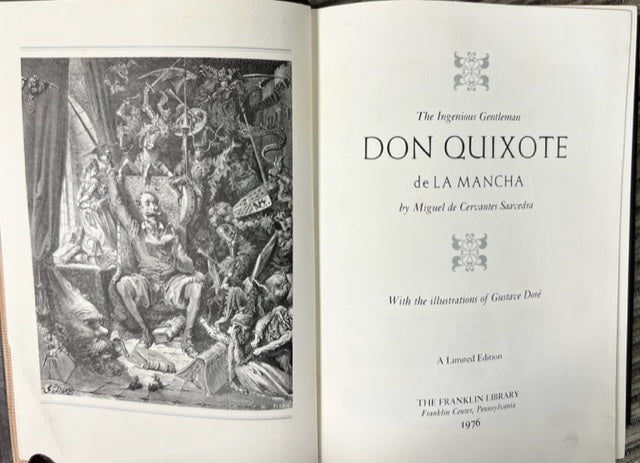 The Ingenious Gentleman
DON QUIXOTE
de LA MANCHA
by Miguel de Cervantes Saavedra
With the illustrations of Gustave Doré
A Limited Edition
THE FRANKLIN LIBRARY
Franklin Center, Pennsylvania
1976